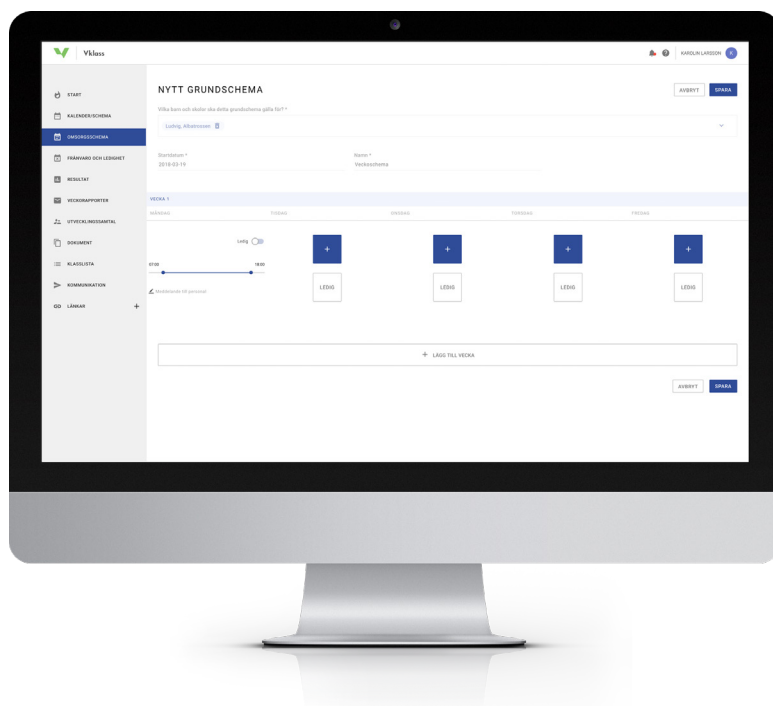 Vklass
KAROLIN LARSSON K
START
KALENDER/SCHEMA
OMSORGSSCHEMA
FRÅNVARO OCH LEDIGHET
RESULTAT
VECKORAPPORTER
UTVECKLINGSSAMTAL
DOKUMENT
KLASSLISTA
KOMMUNIKATION
LÄNKAR +
NYTT GRUNDSCHEMA
AVBRYT SPARA
Vilka barn och skolor ska detta grundschema gälla för? *
Ludvig, Albamossen
Startdatum * Namn *
2018-03-19 Veckoschema
VECKA 1
MÅNDAG TISDAG ONSDAG TORSDAG FREDAG
Ledig + + + +
07:00 18:00
LEDIG LEDIG LEDIG LEDIG
Meddelande till personal
+ LÄGG TILL VECKA
AVBRYT SPARA